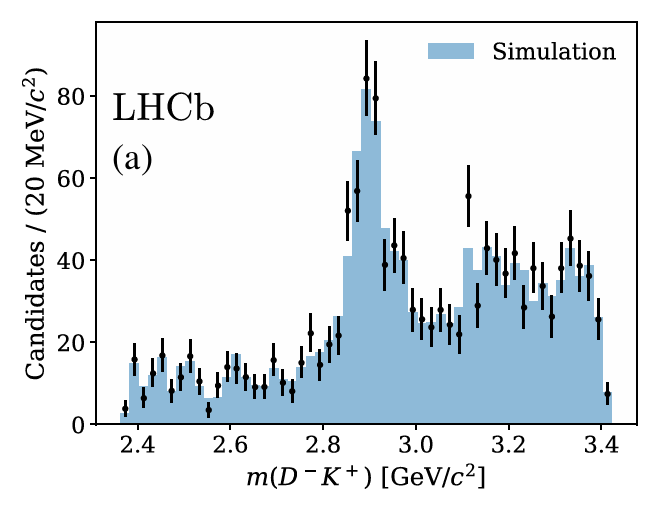 Simulation
LHCb
(a)
Candidates / (20 MeV/c²)
80
60
40
20
0
2.4 2.6 2.8 3.0 3.2 3.4
m(D⁻K⁺) [GeV/c²]